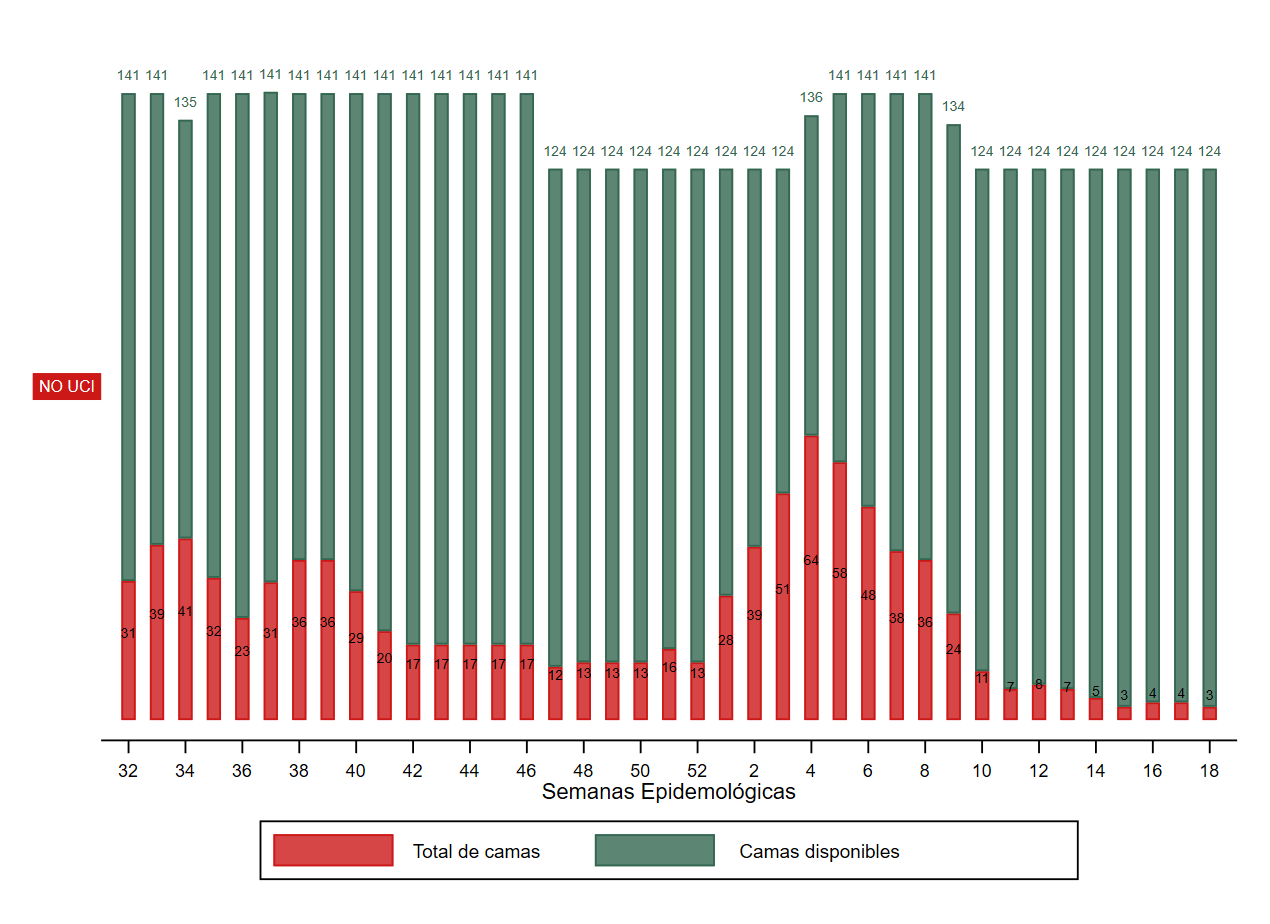 141 141 135 141 141 141 141 141 141 141 141 141 141 141 141 124 124 124 124 124 124 124 124 124 136 141 141 141 141 134 124 124 124 124 124 124 124 124 124
NO UCI
31 39 41 32 23 31 36 36 29 20 17 17 17 17 17 12 13 13 13 16 13 28 39 51 64 58 48 38 36 24 11 7 8 7 5 3 4 4 3
32 34 36 38 40 42 44 46 48 50 52 2 4 6 8 10 12 14 16 18
Semanas Epidemológicas
Total de camas Camas disponibles